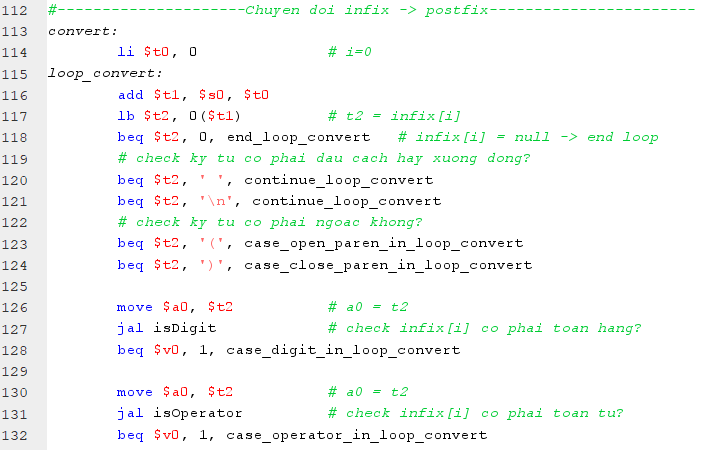 112 #---------------------Chuyen doi infix -> postfix-----------------------
113 convert:
114 li $t0, 0 # i=0
115 loop_convert:
116 add $t1, $s0, $t0
117 lb $t2, 0($t1) # t2 = infix[i]
118 beq $t2, 0, end_loop_convert # infix[i] = null -> end loop
119 # check ky tu co phai dau cach hay xuong dong?
120 beq $t2, ' ', continue_loop_convert
121 beq $t2, '\n', continue_loop_convert
122 # check ky tu co phai ngoac khong?
123 beq $t2, '(', case_open_paren_in_loop_convert
124 beq $t2, ')', case_close_paren_in_loop_convert
125
126 move $a0, $t2 # a0 = t2
127 jal isDigit # check infix[i] co phai toan hang?
128 beq $v0, 1, case_digit_in_loop_convert
129
130 move $a0, $t2 # a0 = t2
131 jal isOperator # check infix[i] co phai toan tu?
132 beq $v0, 1, case_operator_in_loop_convert